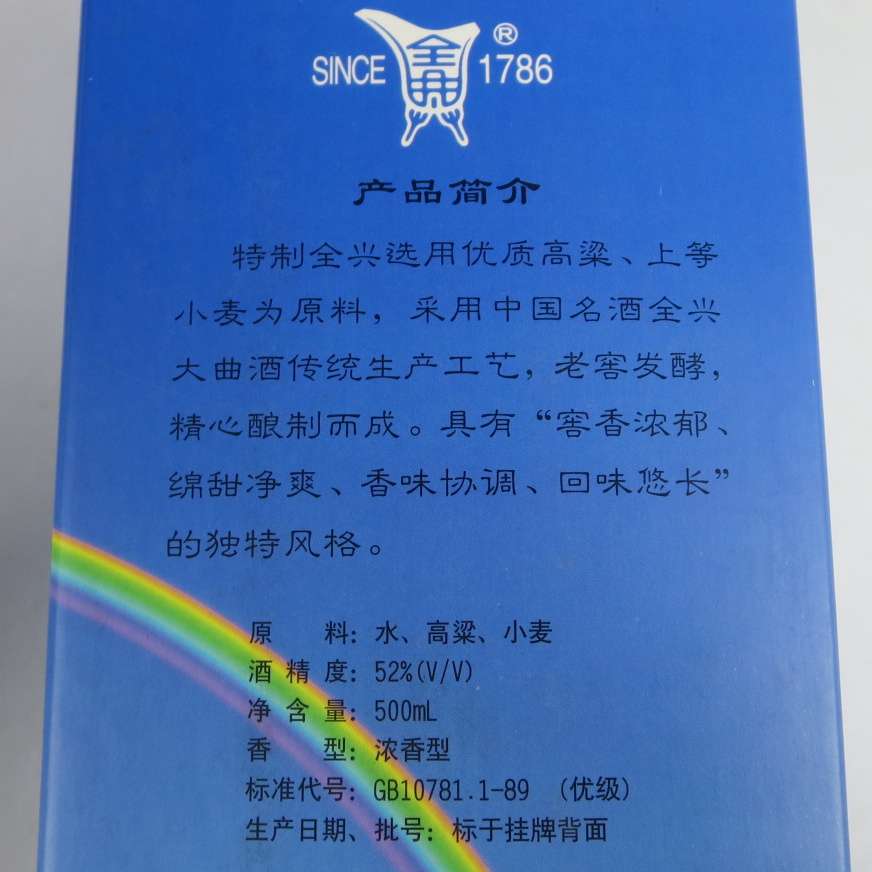 SINCE 全兴 ® 1786
产品简介
特制全兴选用优质高粱、上等
小麦为原料，采用中国名酒全兴
大曲酒传统生产工艺，老窖发酵，
精心酿制而成。具有“窖香浓郁、
绵甜净爽、香味协调、回味悠长”
的独特风格。
原 料：水、高粱、小麦
酒精度：52%(V/V)
净含量：500mL
香 型：浓香型
标准代号：GB10781.1-89 （优级）
生产日期、批号：标于挂牌背面